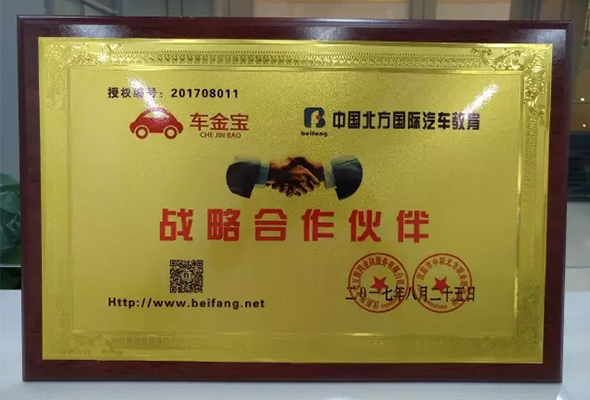 授权编号：201708011
车金宝
CHE JIN BAO
beifang
中国北方国际汽车教育
战略合作伙伴
Http://www.beifang.net
二〇一七年八月二十五日